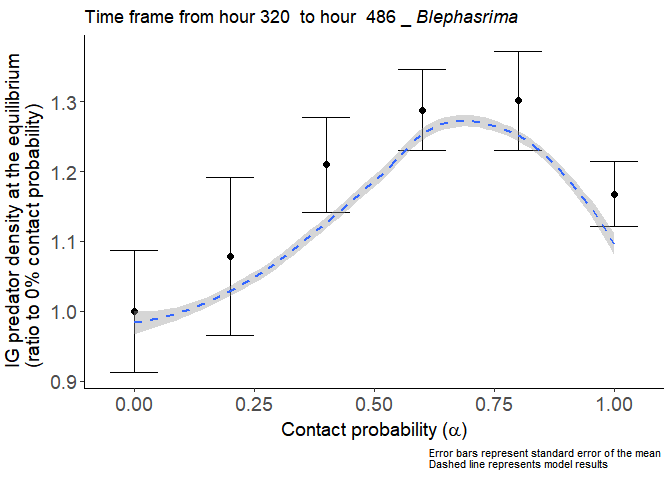 Time frame from hour 320 to hour 486 _ Blephasrima
IG predator density at the equilibrium
(ratio to 0% contact probability)
1.3
1.2
1.1
1.0
0.9
0.00 0.25 0.50 0.75 1.00
Contact probability (α)
Error bars represent standard error of the mean
Dashed line represents model results